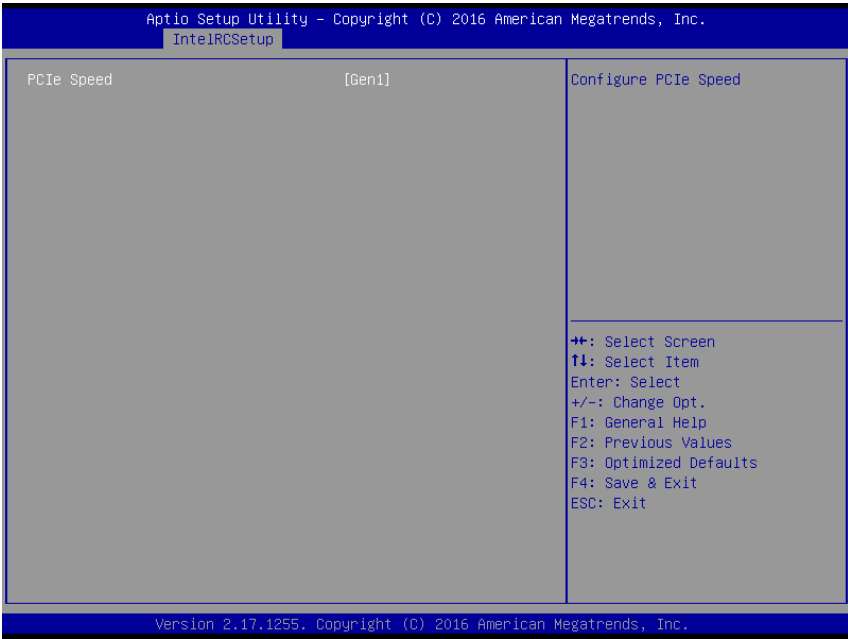 Aptio Setup Utility – Copyright (C) 2016 American Megatrends, Inc.
IntelRCSetup
PCIe Speed [Gen1]
Configure PCIe Speed
→←: Select Screen
↑↓: Select Item
Enter: Select
+/-: Change Opt.
F1: General Help
F2: Previous Values
F3: Optimized Defaults
F4: Save & Exit
ESC: Exit
Version 2.17.1255. Copyright (C) 2016 American Megatrends, Inc.